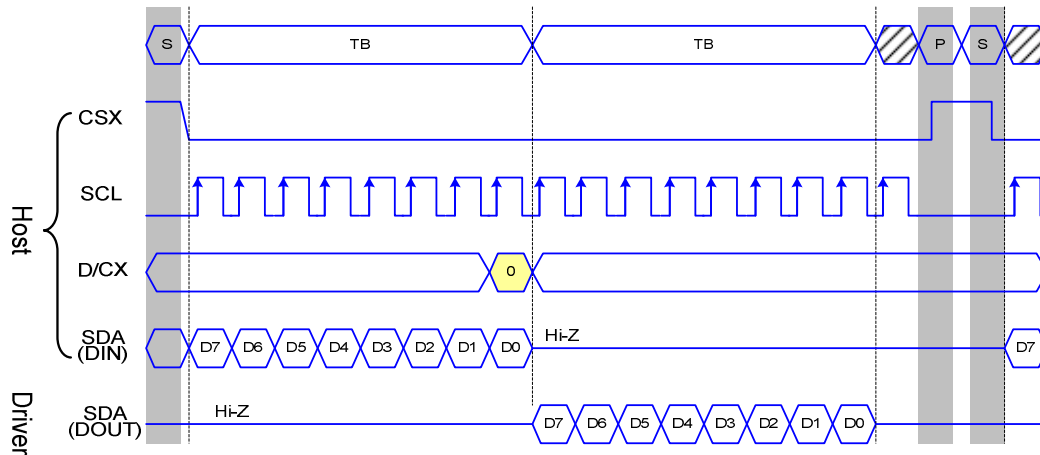 S TB TB P S
CSX
SCL
D/CX 0
SDA
(DIN) D7 D6 D5 D4 D3 D2 D1 D0 Hi-Z D7
SDA
(DOUT) Hi-Z D7 D6 D5 D4 D3 D2 D1 D0
Host
Driver